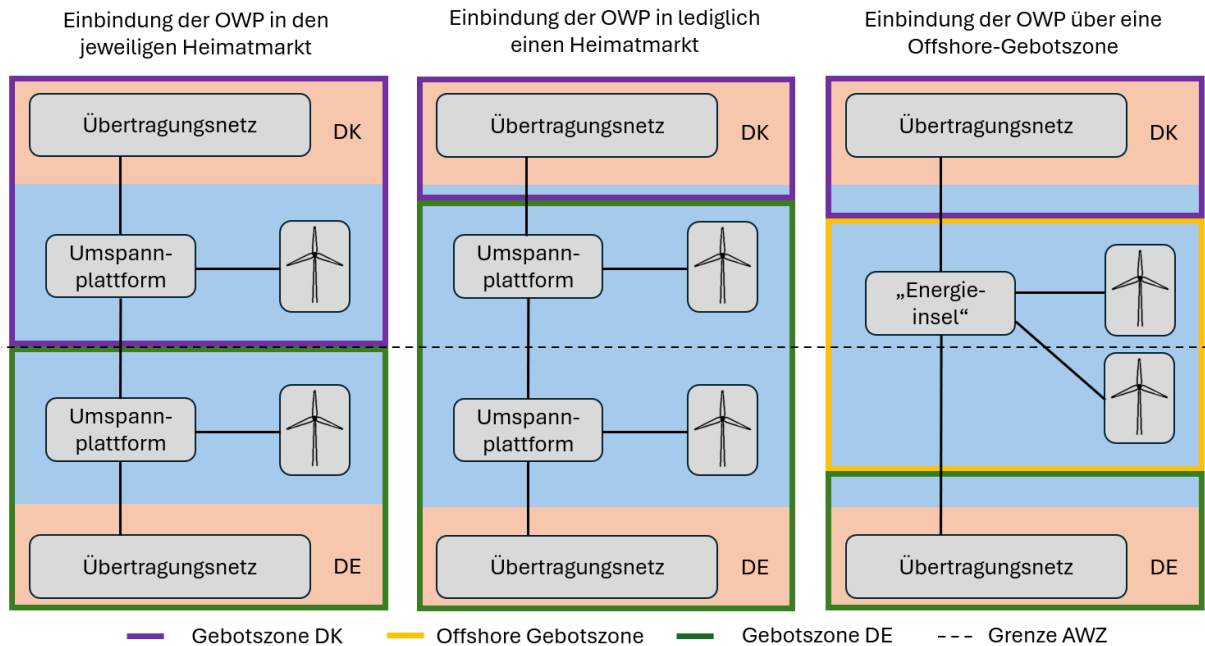 Einbindung der OWP in den
jeweiligen Heimatmarkt
Übertragungsnetz
DK
Umspann-
plattform
Umspann-
plattform
Übertragungsnetz
DE
Einbindung der OWP in lediglich
einen Heimatmarkt
Übertragungsnetz
DK
Umspann-
plattform
Umspann-
plattform
Übertragungsnetz
DE
Einbindung der OWP über eine
Offshore-Gebotszone
Übertragungsnetz
DK
„Energie-
insel“
Übertragungsnetz
DE
Gebotszone DK
Offshore Gebotszone
Gebotszone DE
Grenze AWZ